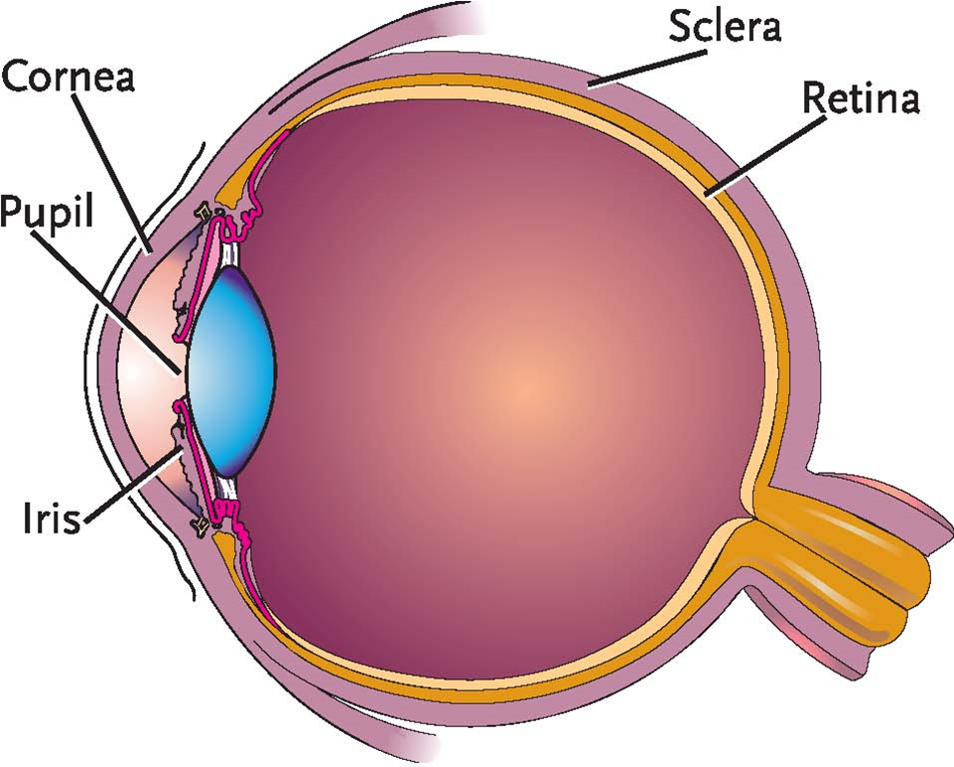 Sclera
Cornea
Retina
Pupil
Iris